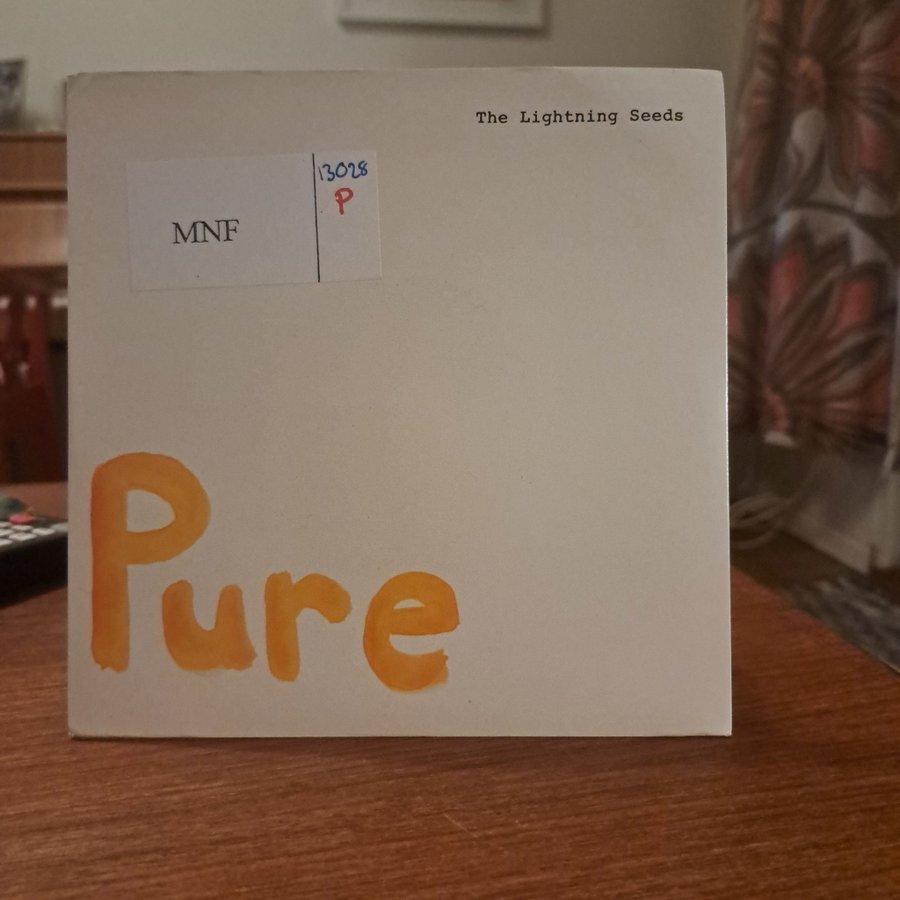 The Lightning Seeds
13028
P
MNF
Pure